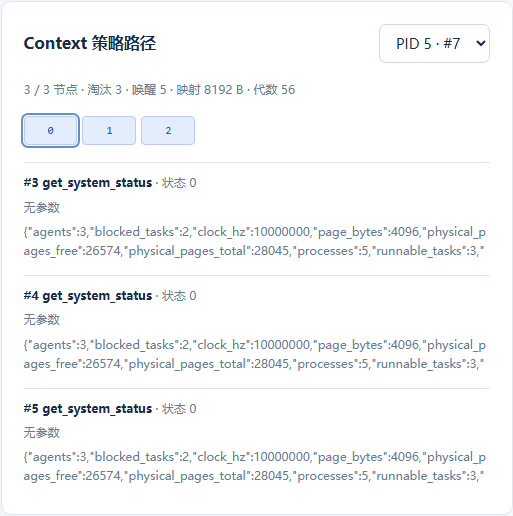 Context 策略路径
PID 5 · #7
3 / 3 节点 · 淘汰 3 · 唤醒 5 · 映射 8192 B · 代数 56
0 1 2
#3 get_system_status · 状态 0
无参数
{"agents":3,"blocked_tasks":2,"clock_hz":10000000,"page_bytes":4096,"physical_p
ages_free":26574,"physical_pages_total":28045,"processes":5,"runnable_tasks":3,"
#4 get_system_status · 状态 0
无参数
{"agents":3,"blocked_tasks":2,"clock_hz":10000000,"page_bytes":4096,"physical_p
ages_free":26574,"physical_pages_total":28045,"processes":5,"runnable_tasks":3,"
#5 get_system_status · 状态 0
无参数
{"agents":3,"blocked_tasks":2,"clock_hz":10000000,"page_bytes":4096,"physical_p
ages_free":26574,"physical_pages_total":28045,"processes":5,"runnable_tasks":3,"